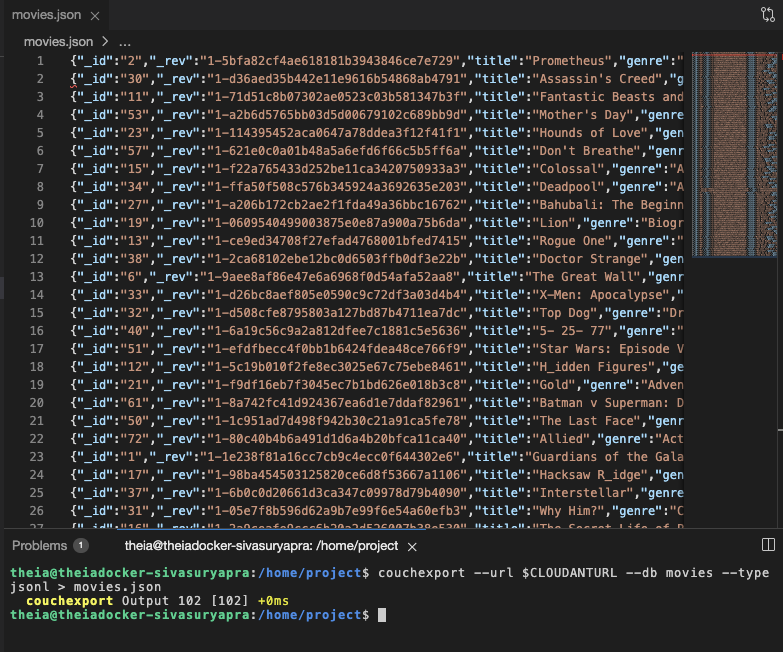 movies.json
movies.json > ...
1 {"_id":"2","_rev":"1-5bfa82cf4ae618181b3943846ce7e729","title":"Prometheus","genre":"
2 {"_id":"30","_rev":"1-d36aed35b442e11e9616b54868ab4791","title":"Assassin's Creed","g
3 {"_id":"11","_rev":"1-71d51c8b07302ae0523c03b581347b3f","title":"Fantastic Beasts and
4 {"_id":"53","_rev":"1-a2b6d5765bb03d5d00679102c689bb9d","title":"Mother's Day","genre
5 {"_id":"23","_rev":"1-114395452aca0647a78ddea3f12f41f1","title":"Hounds of Love","gen
6 {"_id":"57","_rev":"1-621e0c0a01b48a5a6efd6f66c5b5ff6a","title":"Don't Breathe","genr
7 {"_id":"15","_rev":"1-f22a765433d252be11ca3420750933a3","title":"Colossal","genre":"A
8 {"_id":"34","_rev":"1-ffa50f508c576b345924a3692635e203","title":"Deadpool","genre":"A
9 {"_id":"27","_rev":"1-a206b172cb2ae2f1fda49a36bbc16762","title":"Bahubali: The Beginn
10 {"_id":"19","_rev":"1-0609540499003875e0e87a900a75b6da","title":"Lion","genre":"Biogr
11 {"_id":"13","_rev":"1-ce9ed34708f27efad4768001bfed7415","title":"Rogue One","genre":"
12 {"_id":"38","_rev":"1-2ca68102ebe12bc0d6503ffb0df3e22b","title":"Doctor Strange","gen
13 {"_id":"6","_rev":"1-9aee8af86e47e6a6968f0d54afa52aa8","title":"The Great Wall","genre
14 {"_id":"33","_rev":"1-d26bc8aef805e0590c9c72df3a03d4b4","title":"X-Men: Apocalypse",
15 {"_id":"32","_rev":"1-d508cfe8795803a127bd87b4711ea7dc","title":"Top Dog","genre":"Dr
16 {"_id":"40","_rev":"1-6a19c56c9a2a812dfee7c1881c5e5636","title":"5- 25- 77","genre":"
17 {"_id":"51","_rev":"1-efdfbecc4f0bb1b6424fdea48ce766f9","title":"Star Wars: Episode V
18 {"_id":"12","_rev":"1-5c19b010f2fe8ec3025e67c75ebe8461","title":"H_idden Figures","ge
19 {"_id":"21","_rev":"1-f9df16eb7f3045ec7b1bd626e018b3c8","title":"Gold","genre":"Adven
20 {"_id":"61","_rev":"1-8a742fc41d924367ea6d1e7ddaf82961","title":"Batman v Superman: D
21 {"_id":"50","_rev":"1-1c951ad7d498f942b30c21a91ca5fe78","title":"The Last Face","genr
22 {"_id":"72","_rev":"1-80c40b4b6a491d1d6a4b20bfca11ca40","title":"Allied","genre":"Act
23 {"_id":"1","_rev":"1-1e238f81a16cc7cb9c4ecc0f644302e6","title":"Guardians of the Gala
24 {"_id":"17","_rev":"1-98ba454503125820ce6d8f53667a1106","title":"Hacksaw R_idge","gen
25 {"_id":"37","_rev":"1-6b0c0d20661d3ca347c09978d79b4090","title":"Interstellar","genre
26 {"_id":"31","_rev":"1-05e7f8b596d62a9b7e99f6e54a60efb3","title":"Why Him?","genre":"C
Problems 1 theia@theiadocker-sivasuryapra: /home/project
theia@theiadocker-sivasuryapra:/home/project$ couchexport --url $CLOUDANTURL --db movies --type
jsonl > movies.json
couchexport Output 102 [102] +0ms
theia@theiadocker-sivasuryapra:/home/project$